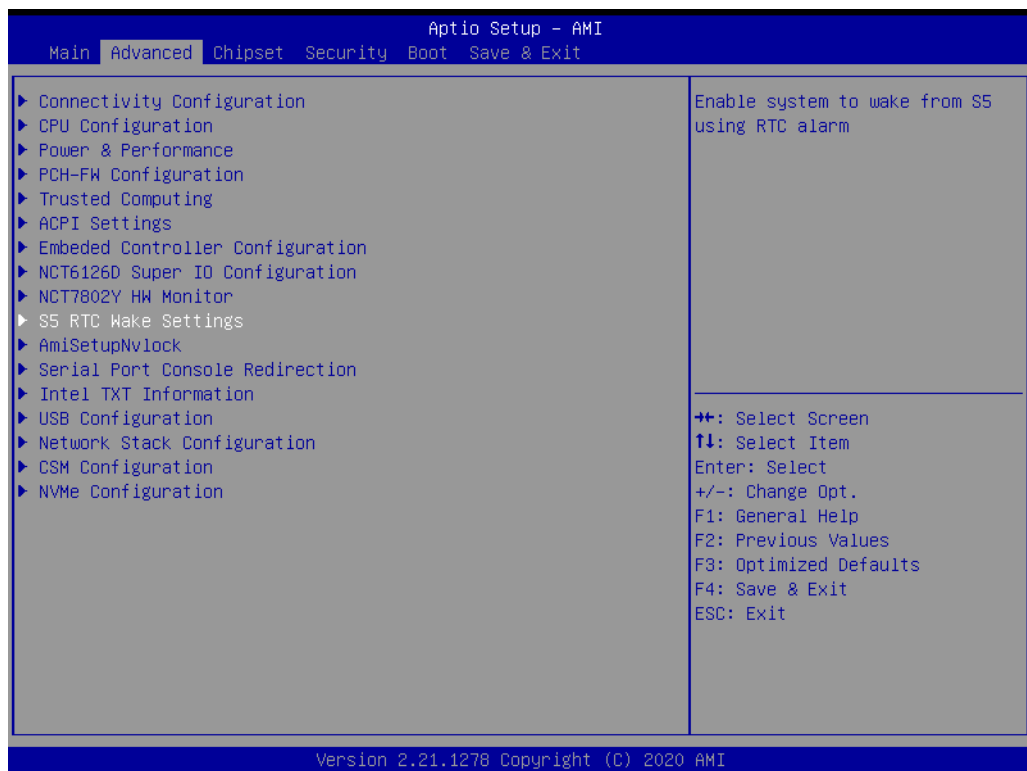 Aptio Setup – AMI
Main Advanced Chipset Security Boot Save & Exit
Connectivity Configuration
CPU Configuration
Power & Performance
PCH-FW Configuration
Trusted Computing
ACPI Settings
Embeded Controller Configuration
NCT6126D Super IO Configuration
NCT7802Y HW Monitor
S5 RTC Wake Settings
AmiSetupNvlock
Serial Port Console Redirection
Intel TXT Information
USB Configuration
Network Stack Configuration
CSM Configuration
NVMe Configuration
Enable system to wake from S5
using RTC alarm
→←: Select Screen
↑↓: Select Item
Enter: Select
+/-: Change Opt.
F1: General Help
F2: Previous Values
F3: Optimized Defaults
F4: Save & Exit
ESC: Exit
Version 2.21.1278 Copyright (C) 2020 AMI